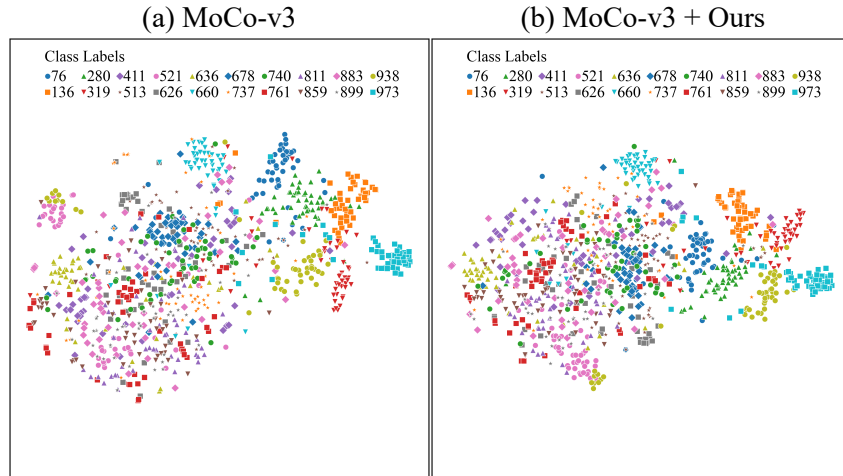 (a) MoCo-v3
Class Labels
76 280 411 521 636 678 740 811 883 938
136 319 513 626 660 737 761 859 899 973
(b) MoCo-v3 + Ours
Class Labels
76 280 411 521 636 678 740 811 883 938
136 319 513 626 660 737 761 859 899 973